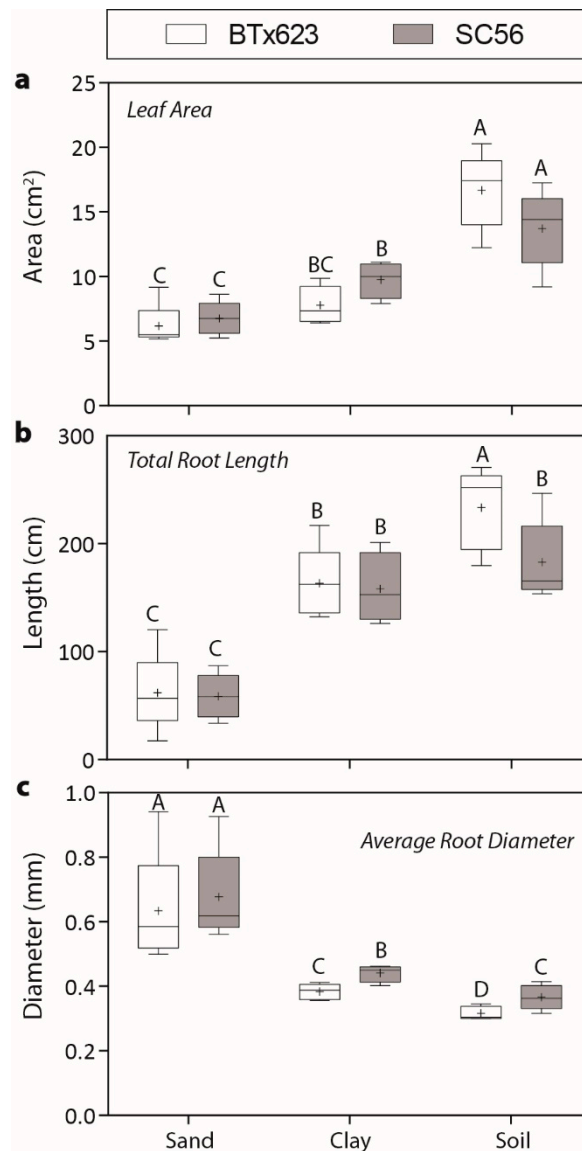 BTx623 SC56
a
Leaf Area
Area (cm²)
25
20
15
10
5
0
C C BC B A A
b
Total Root Length
Length (cm)
300
200
100
0
C C B B A B
c
Average Root Diameter
Diameter (mm)
1.0
0.8
0.6
0.4
0.2
0.0
A A C B D C
Sand Clay Soil